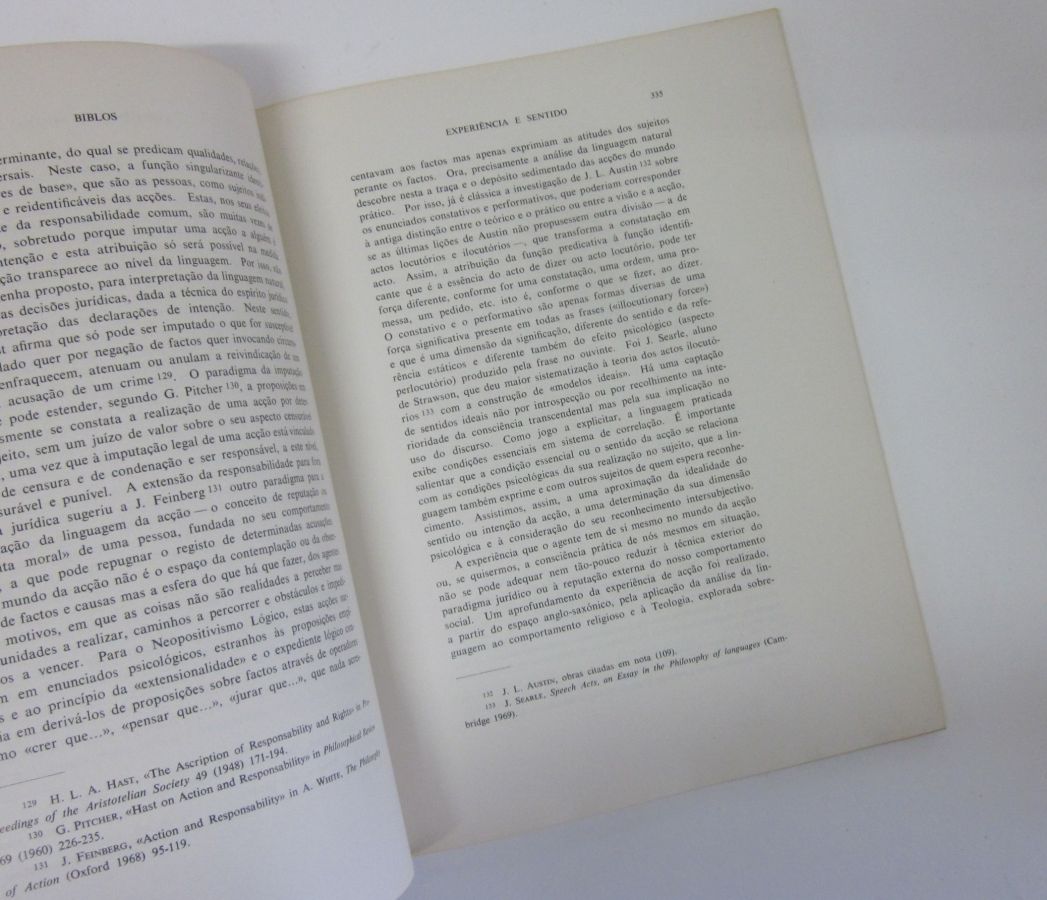 BIBLOS
erminante, do qual se predicam qualidades, relações,
ersais. Neste caso, a função singularizante
es de base», que são as pessoas, como sujeitos
e reidentificáveis das acções. Estas, nos seus
e da responsabilidade comum, são muitas vezes
o, sobretudo porque imputar uma acção a alguém é
ntenção e esta atribuição só será possível na medida
ção transparece ao nível da linguagem. Por isso, não
enha proposto, para interpretação da linguagem natural,
as decisões jurídicas, dada a técnica do espírito jurídico
pretação das declarações de intenção. Neste sentido,
t afirma que só pode ser imputado o que for susceptível
lado quer por negação de factos quer invocando
enfraquecem, atenuam ou anulam a reivindicação de um
acusação de um crime 129. O paradigma da imputação
e pode estender, segundo G. Pitcher 130, a proposições em
smente se constata a realização de uma acção por
jeito, sem um juízo de valor sobre o seu aspecto censurável
, uma vez que à imputação legal de uma acção está vinculado
de censura e de condenação e ser responsável, a este nível,
surável e punível. A extensão da responsabilidade para fora
a jurídica sugeriu a J. Feinberg 131 outro paradigma para a
ação da linguagem da acção — o conceito de reputação ou
ita moral» de uma pessoa, fundada no seu comportamento
, a que pode repugnar o registo de determinadas acusações
mundo da acção não é o espaço da contemplação ou da
de factos e causas mas a esfera do que há que fazer, dos agentes
motivos, em que as coisas não são realidades a perceber mas
unidades a realizar, caminhos a percorrer e obstáculos e
os a vencer. Para o Neopositivismo Lógico, estas acções
m em enunciados psicológicos, estranhos às proposições
s e ao princípio da «extensionalidade» e o expediente lógico
ia em derivá-los de proposições sobre factos através de operadores
mo «crer que...», «pensar que...», «jurar que...», que nada acres-
129 H. L. A. HAST, «The Ascription of Responsability and Rights» in
eedings of the Aristotelian Society 49 (1948) 171-194.
130 G. PITCHER, «Hast on Action and Responsability» in Philosophical Review
69 (1960) 226-235.
131 J. FEINBERG, «Action and Responsability» in A. WHITE, The Philosophy
of Action (Oxford 1968) 95-119.
EXPERIÊNCIA E SENTIDO 335
centavam aos factos mas apenas exprimiam as atitudes dos sujeitos
perante os factos. Ora, precisamente a análise da linguagem natural
descobre nesta a traça e o depósito sedimentado das acções do mundo
prático. Por isso, já é clássica a investigação de J. L. Austin 132 sobre
os enunciados constativos e performativos, que poderiam corresponder
à antiga distinção entre o teórico e o prático ou entre a visão e a acção,
se as últimas lições de Austin não propusessem outra divisão — a de
actos locutórios e ilocutórios —, que transforma a constatação em
acto. Assim, a atribuição da função predicativa à função identifi-
cante que é a essência do acto de dizer ou acto locutório, pode ter
força diferente, conforme for uma constatação, uma ordem, uma pro-
messa, um pedido, etc. isto é, conforme o que se fizer, ao dizer.
O constativo e o performativo são apenas formas diversas de uma
força significativa presente em todas as frases («illocutionary force»)
e que é uma dimensão da significação, diferente do sentido e da refe-
rência estáticos e diferente também do efeito psicológico (aspecto
perlocutório) produzido pela frase no ouvinte. Foi J. Searle, aluno
de Strawson, que deu maior sistematização à teoria dos actos ilocutó-
rios 133 com a construção de «modelos ideais». Há uma captação
de sentidos ideais não por introspecção ou por recolhimento na inte-
rioridade da consciência transcendental mas pela sua implicação no
uso do discurso. Como jogo a explicitar, a linguagem praticada
exibe condições essenciais em sistema de correlação. É importante
salientar que a condição essencial ou o sentido da acção se relaciona
com as condições psicológicas da sua realização no sujeito, que a lin-
guagem também exprime e com outros sujeitos de quem espera reconhe-
cimento. Assistimos, assim, a uma aproximação da idealidade do
sentido ou intenção da acção, a uma determinação da sua dimensão
psicológica e à consideração do seu reconhecimento intersubjectivo.
A experiência que o agente tem de si mesmo no mundo da acção
ou, se quisermos, a consciência prática de nós mesmos em situação,
não se pode adequar nem tão-pouco reduzir à técnica exterior do
paradigma jurídico ou à reputação externa do nosso comportamento
social. Um aprofundamento da experiência de acção foi realizado,
a partir do espaço anglo-saxónico, pela aplicação da análise da lin-
guagem ao comportamento religioso e à Teologia, explorada sobre-
132 J. L. AUSTIN, obras citadas em nota (109).
133 J. SEARLE, Speech Acts, an Essay in the Philosophy of languages (Cam-
bridge 1969).